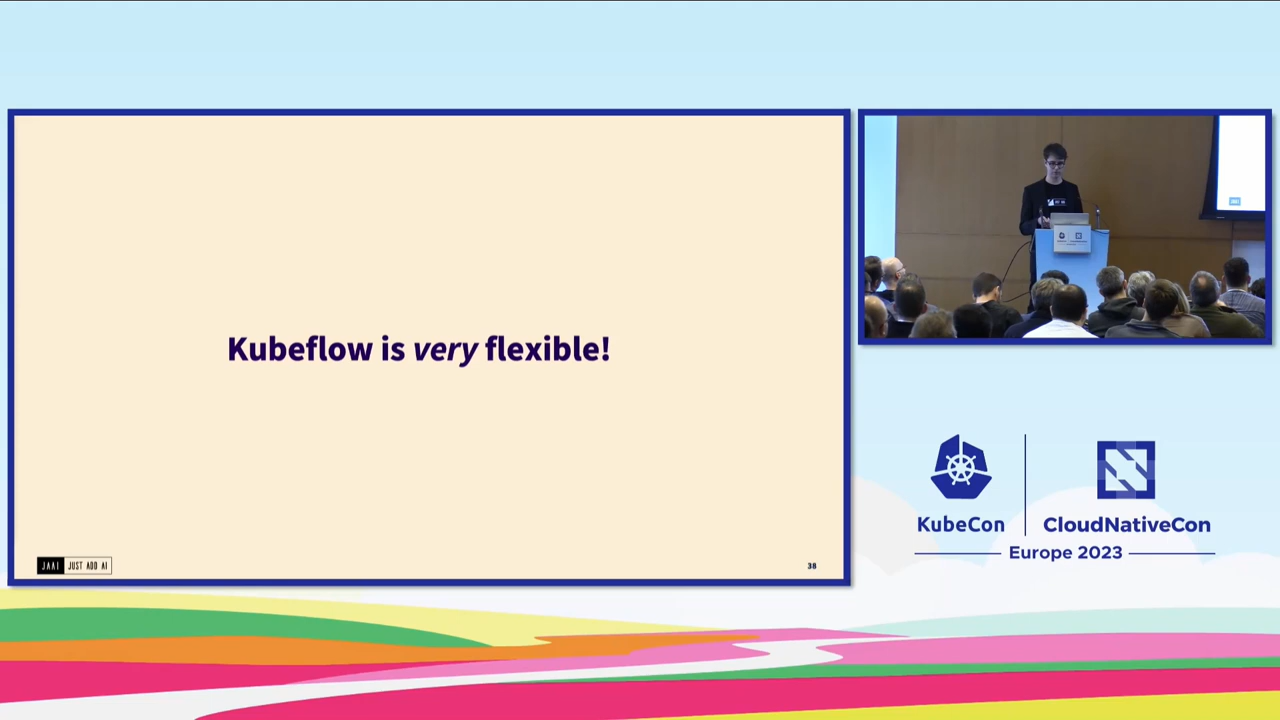 Kubeflow is very flexible!
JAAI JUST ADD AI
38
KubeCon
CloudNativeCon
Europe 2023